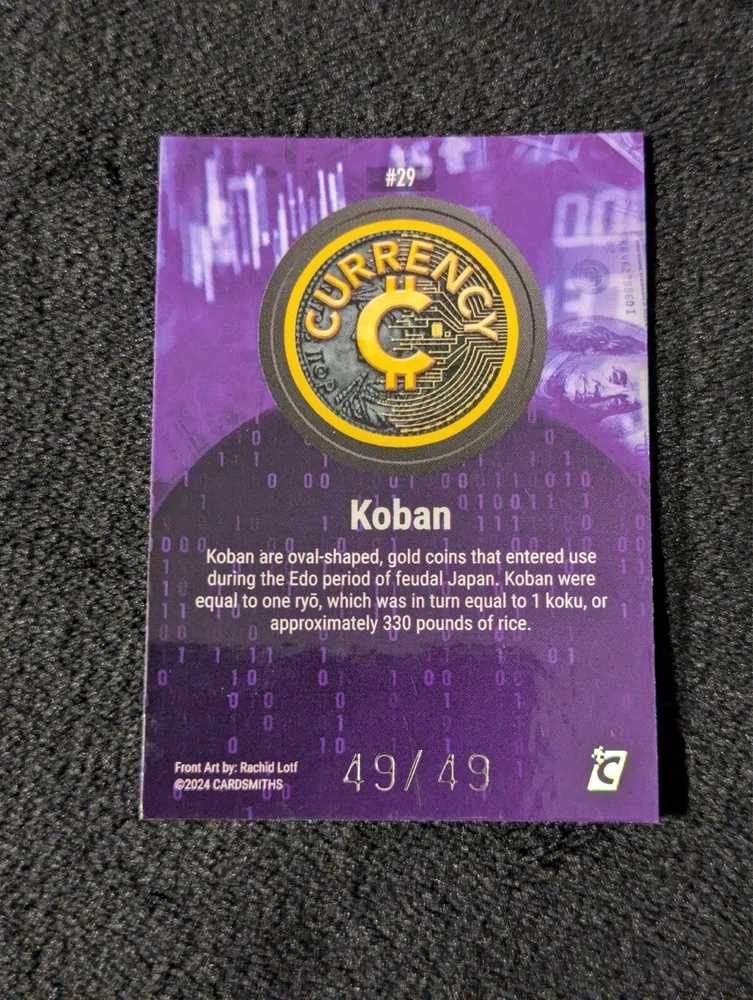 #29
CURRENCY
Koban
Koban are oval-shaped, gold coins that entered use
during the Edo period of feudal Japan. Koban were
equal to one ryō, which was in turn equal to 1 koku, or
approximately 330 pounds of rice.
Front Art by: Rachid Lotf
©2024 CARDSMITHS
49/49